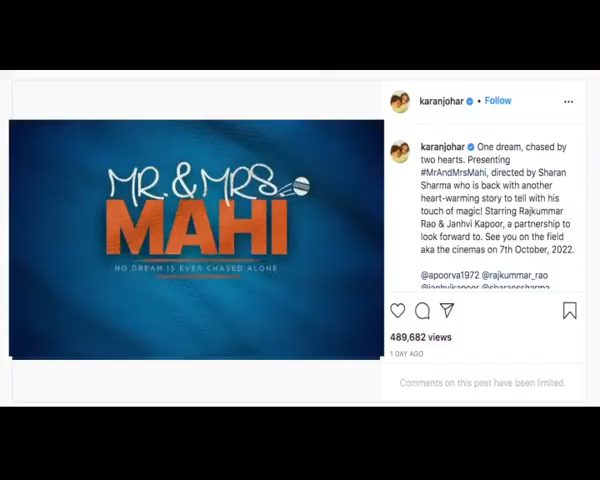 MR. & MRS.
MAHI
NO DREAM IS EVER CHASED ALONE
karanjohar • Follow
karanjohar One dream, chased by
two hearts. Presenting
#MrAndMrsMahi, directed by Sharan
Sharma who is back with another
heart-warming story to tell with his
touch of magic! Starring Rajkummar
Rao & Janhvi Kapoor, a partnership to
look forward to. See you on the field
aka the cinemas on 7th October, 2022.
@apoorva1972 @rajkummar_rao
@janhvikapoor @sharanssharma
489,682 views
1 DAY AGO
Comments on this post have been limited.